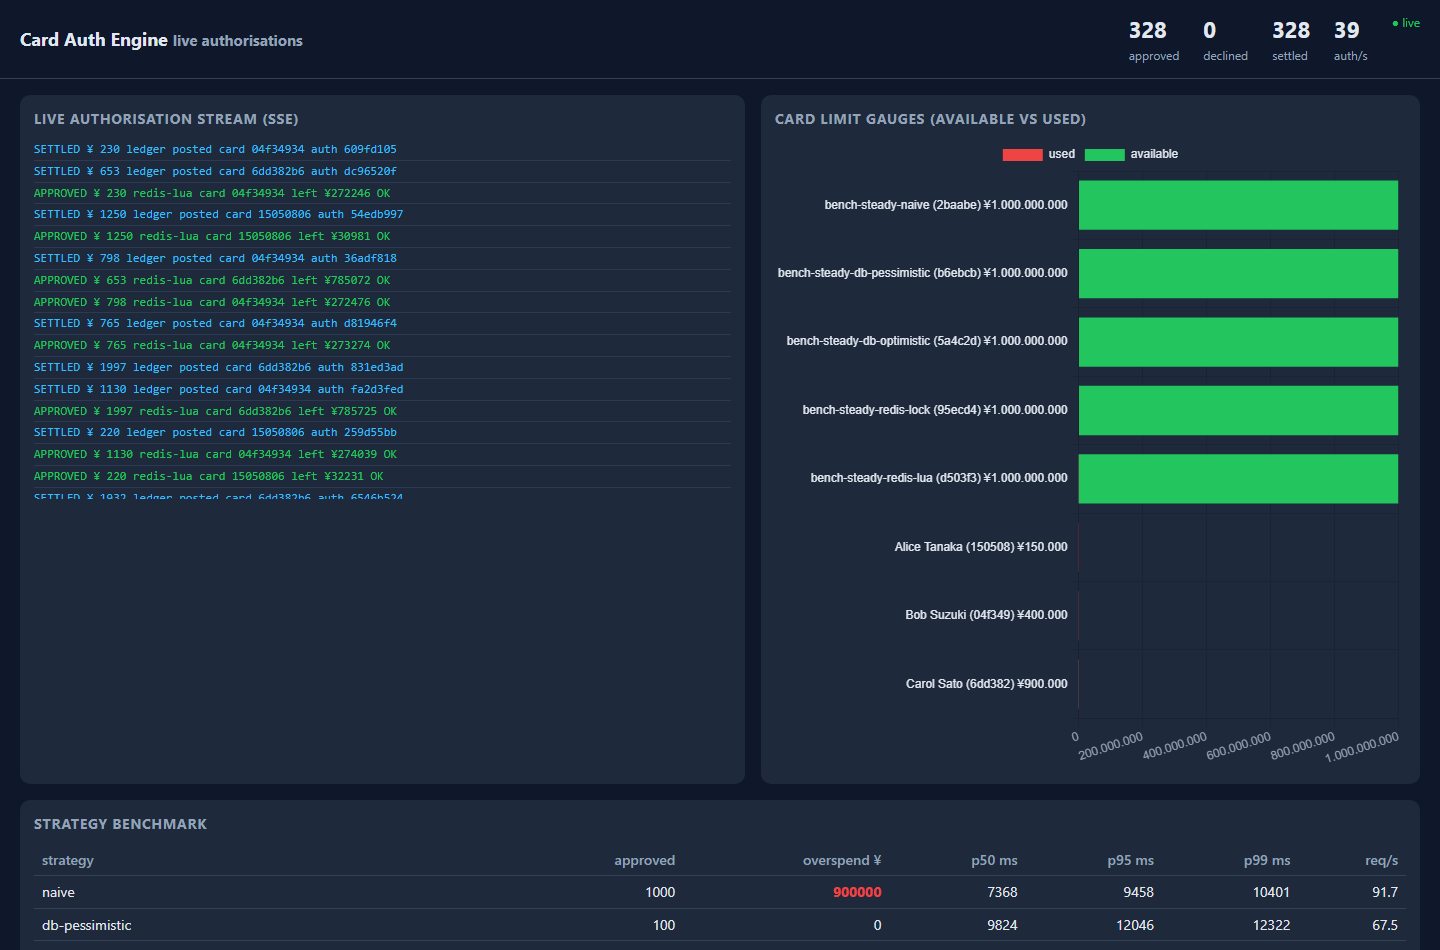 Card Auth Engine live authorisations
328 approved
0 declined
328 settled
39 auth/s
● live
LIVE AUTHORISATION STREAM (SSE)
SETTLED ¥ 230 ledger posted card 04f34934 auth 609fd105
SETTLED ¥ 653 ledger posted card 6dd382b6 auth dc96520f
APPROVED ¥ 230 redis-lua card 04f34934 left ¥272246 OK
SETTLED ¥ 1250 ledger posted card 15050806 auth 54edb997
APPROVED ¥ 1250 redis-lua card 15050806 left ¥30981 OK
SETTLED ¥ 798 ledger posted card 04f34934 auth 36adf818
APPROVED ¥ 653 redis-lua card 6dd382b6 left ¥785072 OK
APPROVED ¥ 798 redis-lua card 04f34934 left ¥272476 OK
SETTLED ¥ 765 ledger posted card 04f34934 auth d81946f4
APPROVED ¥ 765 redis-lua card 04f34934 left ¥273274 OK
SETTLED ¥ 1997 ledger posted card 6dd382b6 auth 831ed3ad
SETTLED ¥ 1130 ledger posted card 04f34934 auth fa2d3fed
APPROVED ¥ 1997 redis-lua card 6dd382b6 left ¥785725 OK
SETTLED ¥ 220 ledger posted card 15050806 auth 259d55bb
APPROVED ¥ 1130 redis-lua card 04f34934 left ¥274039 OK
APPROVED ¥ 220 redis-lua card 15050806 left ¥32231 OK
SETTLED ¥ 1932 ledger posted card 6dd382b6 auth 6546b524
CARD LIMIT GAUGES (AVAILABLE VS USED)
used available
bench-steady-naive (2baabe) ¥1.000.000.000
bench-steady-db-pessimistic (b6ebcb) ¥1.000.000.000
bench-steady-db-optimistic (5a4c2d) ¥1.000.000.000
bench-steady-redis-lock (95ecd4) ¥1.000.000.000
bench-steady-redis-lua (d503f3) ¥1.000.000.000
Alice Tanaka (150508) ¥150.000
Bob Suzuki (04f349) ¥400.000
Carol Sato (6dd382) ¥900.000
0 200.000.000 400.000.000 600.000.000 800.000.000 1.000.000.000
STRATEGY BENCHMARK
strategy approved overspend ¥ p50 ms p95 ms p99 ms req/s
naive 1000 900000 7368 9458 10401 91.7
db-pessimistic 100 0 9824 12046 12322 67.5